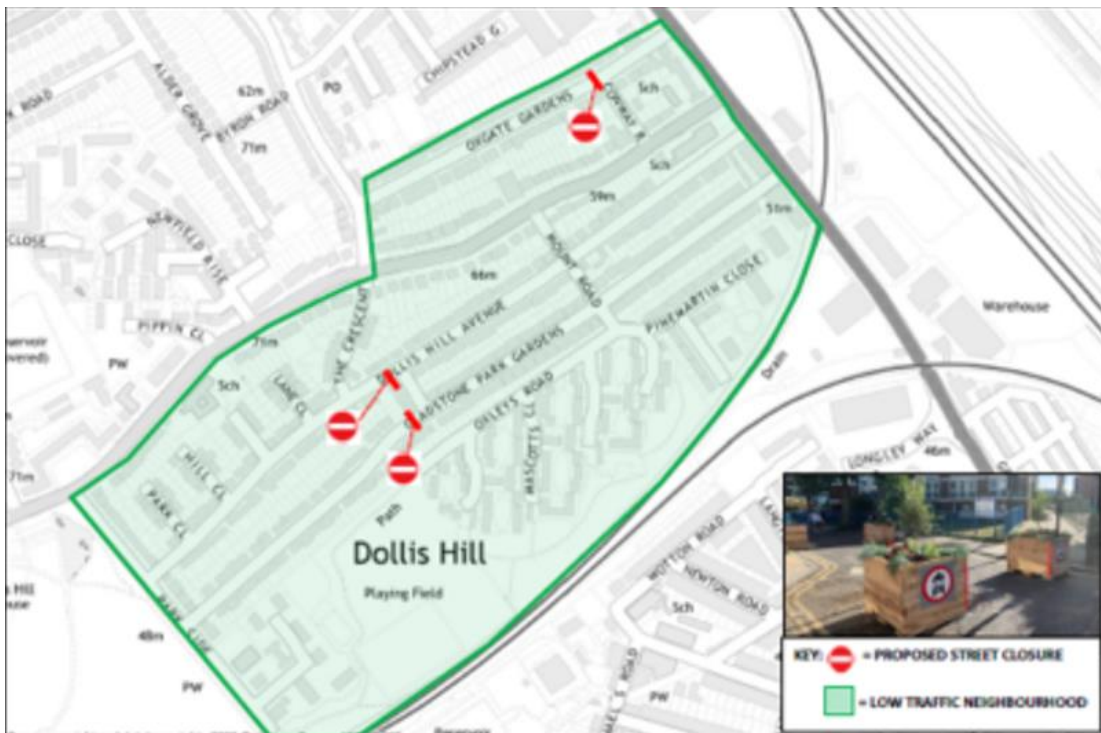 CHIPSTEAD G
ALDER GROVE
62m
BYRON ROAD
PO
ROAD
71m
OXGATE GARDENS
CONWAY R
Sch
Sch
59m
51m
NEWFIELD RISE
CLOSE
66m
MOUNT ROAD
PINEMARTIN CLOSE
Warehouse
PIPPIN CL
71m
THE CRESCENT
DOLLIS HILL AVENUE
GLADSTONE PARK GARDENS
PW
Sch
LANE CL
OXLEYS ROAD
Drain
MASCOTTS CL
LONGLEY WAY
46m
HILL CL
71m
PARK CL
Path
Dollis Hill
Playing Field
WOTTON ROAD
NEWTON ROAD
Sch
PARK SIDE
48m
PW
PW
KEY: = PROPOSED STREET CLOSURE
= LOW TRAFFIC NEIGHBOURHOOD